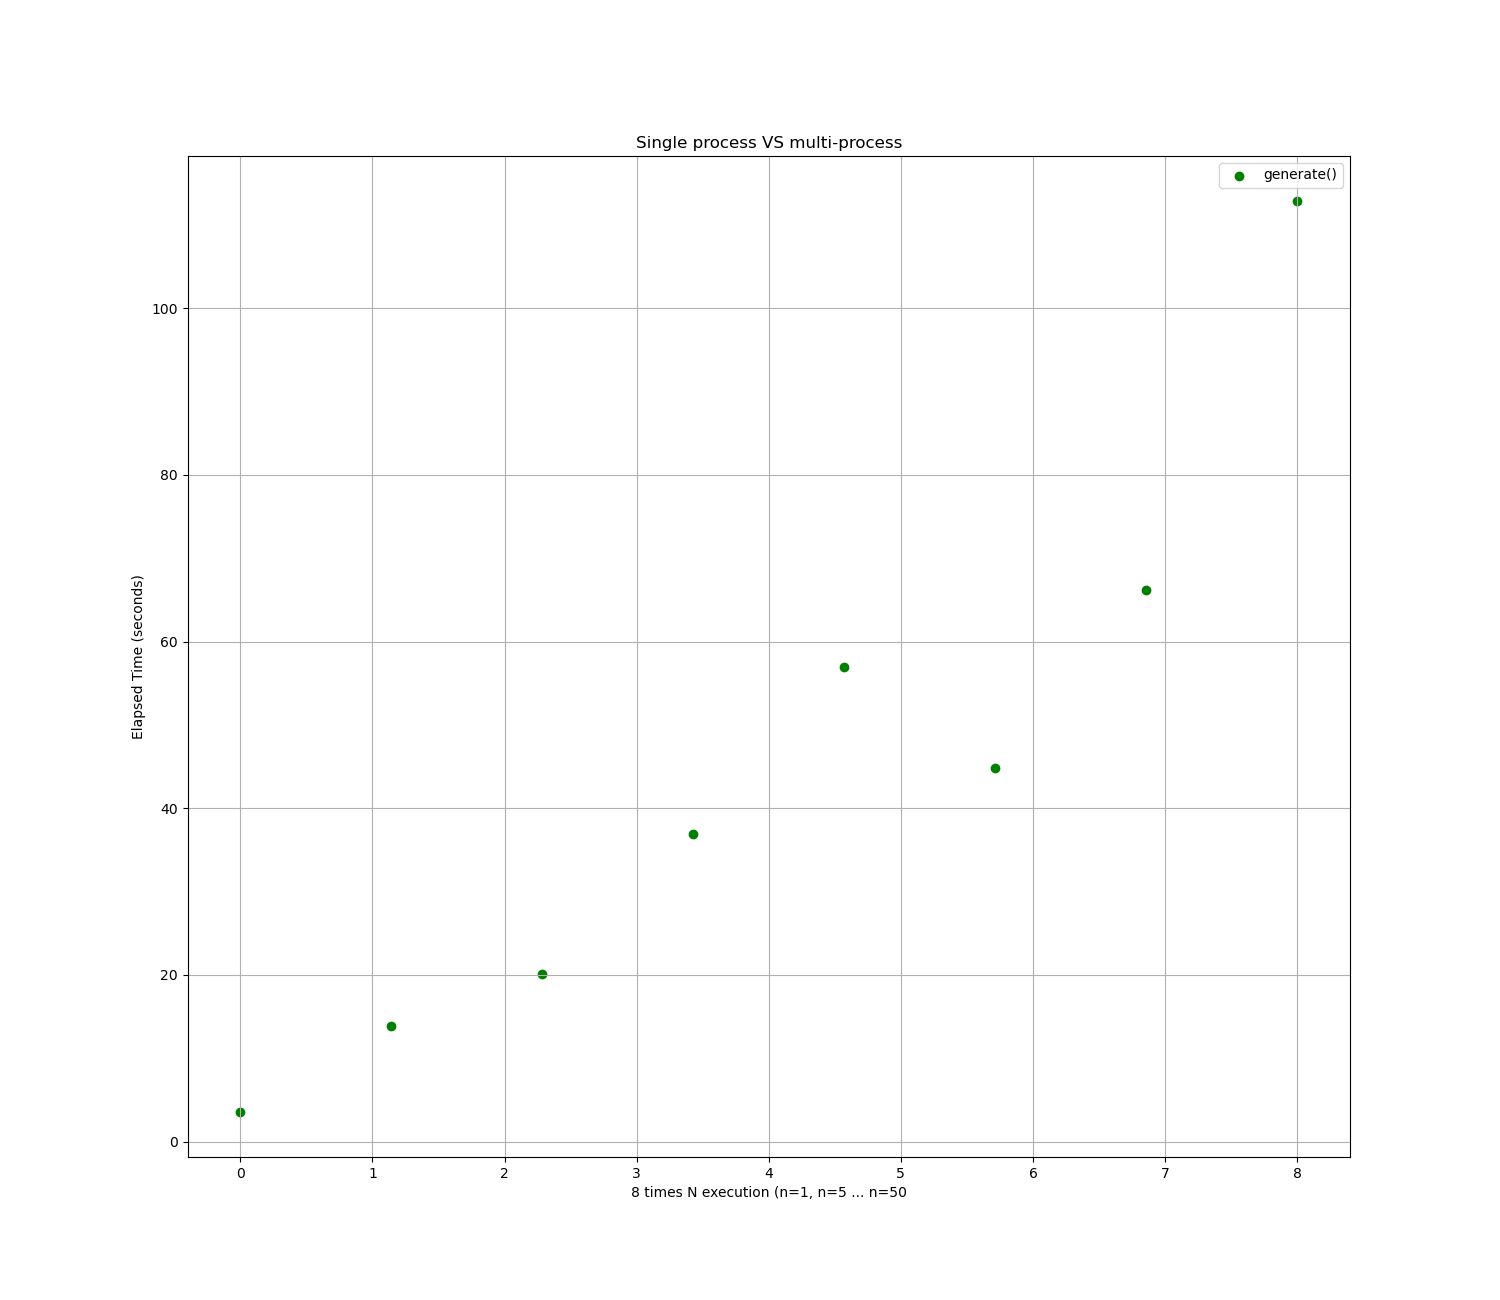 Single process VS multi-process
generate()
100
80
60
40
20
0
Elapsed Time (seconds)
0 1 2 3 4 5 6 7 8
8 times N execution (n=1, n=5 ... n=50